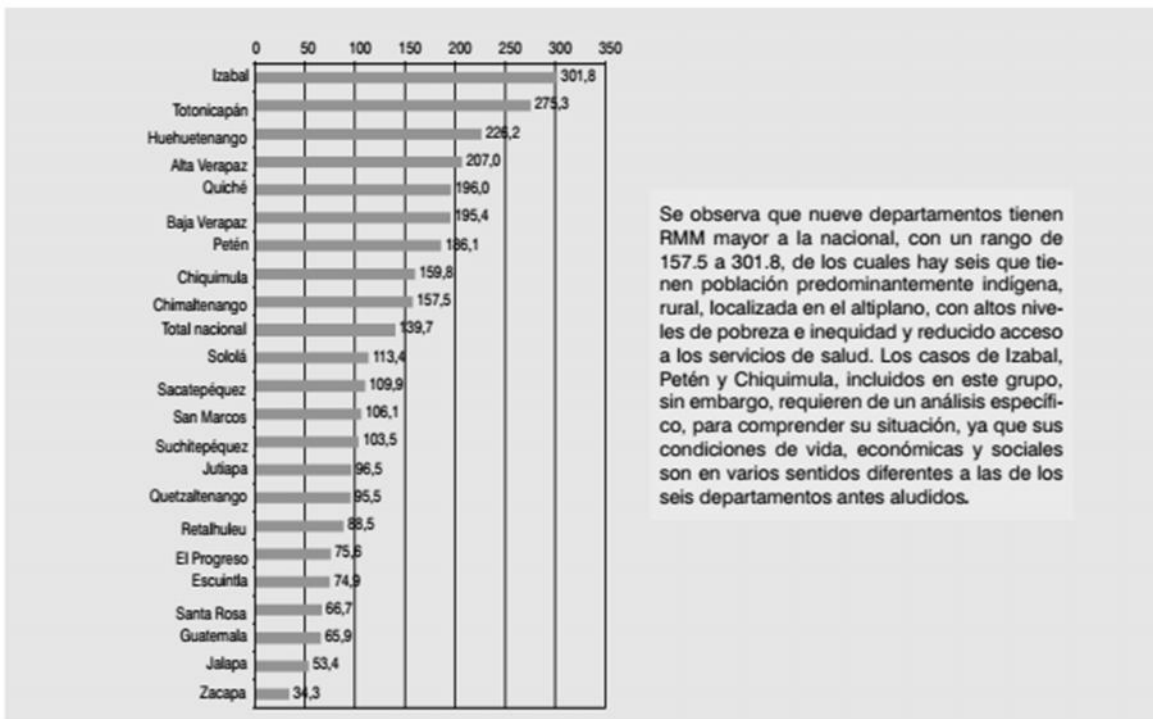 0 50 100 150 200 250 300 350
Izabal 301,8
Totonicapán 275,3
Huehuetenango 226,2
Alta Verapaz 207,0
Quiché 196,0
Baja Verapaz 195,4
Petén 186,1
Chiquimula 159,8
Chimaltenango 157,5
Total nacional 139,7
Sololá 113,4
Sacatepéquez 109,9
San Marcos 106,1
Suchitepéquez 103,5
Jutiapa 96,5
Quetzaltenango 95,5
Retalhuleu 88,5
El Progreso 75,6
Escuintla 74,9
Santa Rosa 66,7
Guatemala 65,9
Jalapa 53,4
Zacapa 34,3
Se observa que nueve departamentos tienen
RMM mayor a la nacional, con un rango de
157.5 a 301.8, de los cuales hay seis que tie-
nen población predominantemente indígena,
rural, localizada en el altiplano, con altos nive-
les de pobreza e inequidad y reducido acceso
a los servicios de salud. Los casos de Izabal,
Petén y Chiquimula, incluidos en este grupo,
sin embargo, requieren de un análisis específi-
co, para comprender su situación, ya que sus
condiciones de vida, económicas y sociales
son en varios sentidos diferentes a las de los
seis departamentos antes aludidos.